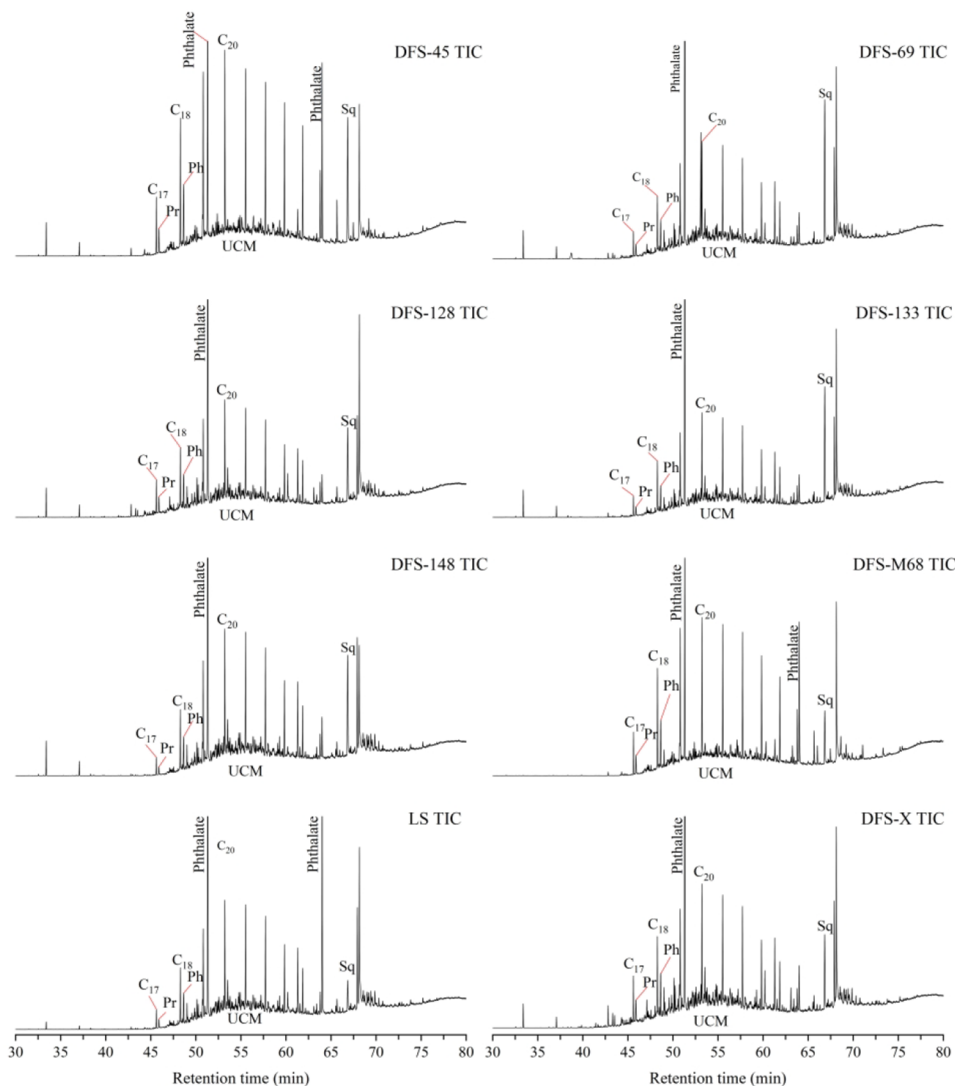 DFS-45 TIC
Phthalate
C20
C18
Ph
C17
Pr
Phthalate
Sq
UCM
DFS-69 TIC
Phthalate
C20
C18
Ph
C17
Pr
Sq
UCM
DFS-128 TIC
Phthalate
C20
C18
Ph
C17
Pr
Sq
UCM
DFS-133 TIC
Phthalate
C20
C18
Ph
C17
Pr
Sq
UCM
DFS-148 TIC
Phthalate
C20
C18
Ph
C17
Pr
Sq
UCM
DFS-M68 TIC
Phthalate
C20
C18
Ph
C17
Pr
Phthalate
Sq
UCM
LS TIC
Phthalate
C20
C18
Ph
C17
Pr
Phthalate
Sq
UCM
DFS-X TIC
Phthalate
C20
C18
Ph
C17
Pr
Sq
UCM
30 35 40 45 50 55 60 65 70 75 80
Retention time (min)
30 35 40 45 50 55 60 65 70 75 80
Retention time (min)